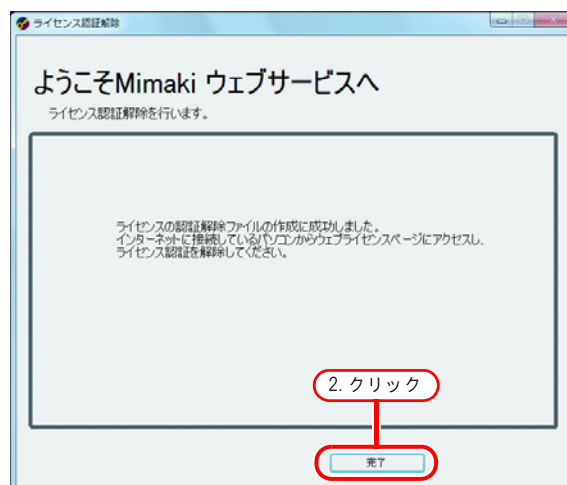 ライセンス認証解除
ようこそMimaki ウェブサービスへ
ライセンス認証解除を行います。
ライセンスの認証解除ファイルの作成に成功しました。
インターネットに接続しているパソコンからウェブライセンスページにアクセスし、
ライセンス認証を解除してください。
2.クリック
完了